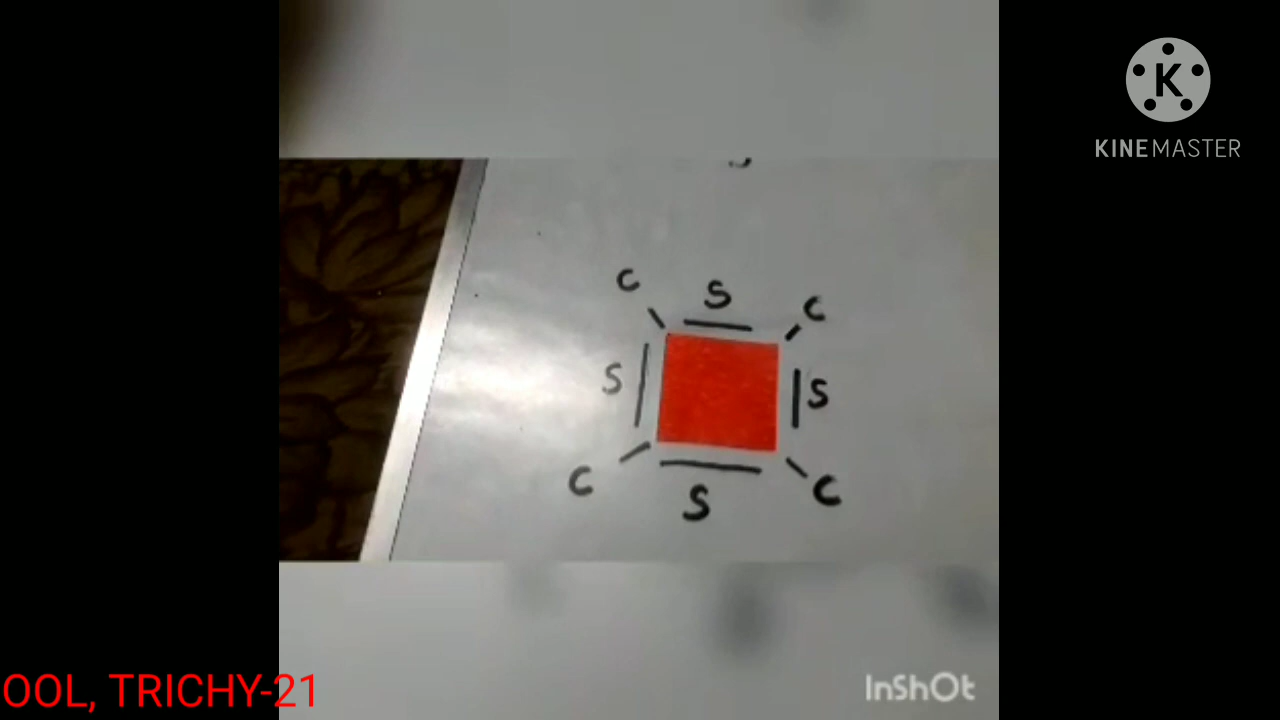 K
KINEMASTER
C S C
S S
C S C
OOL, TRICHY-21
InShOt